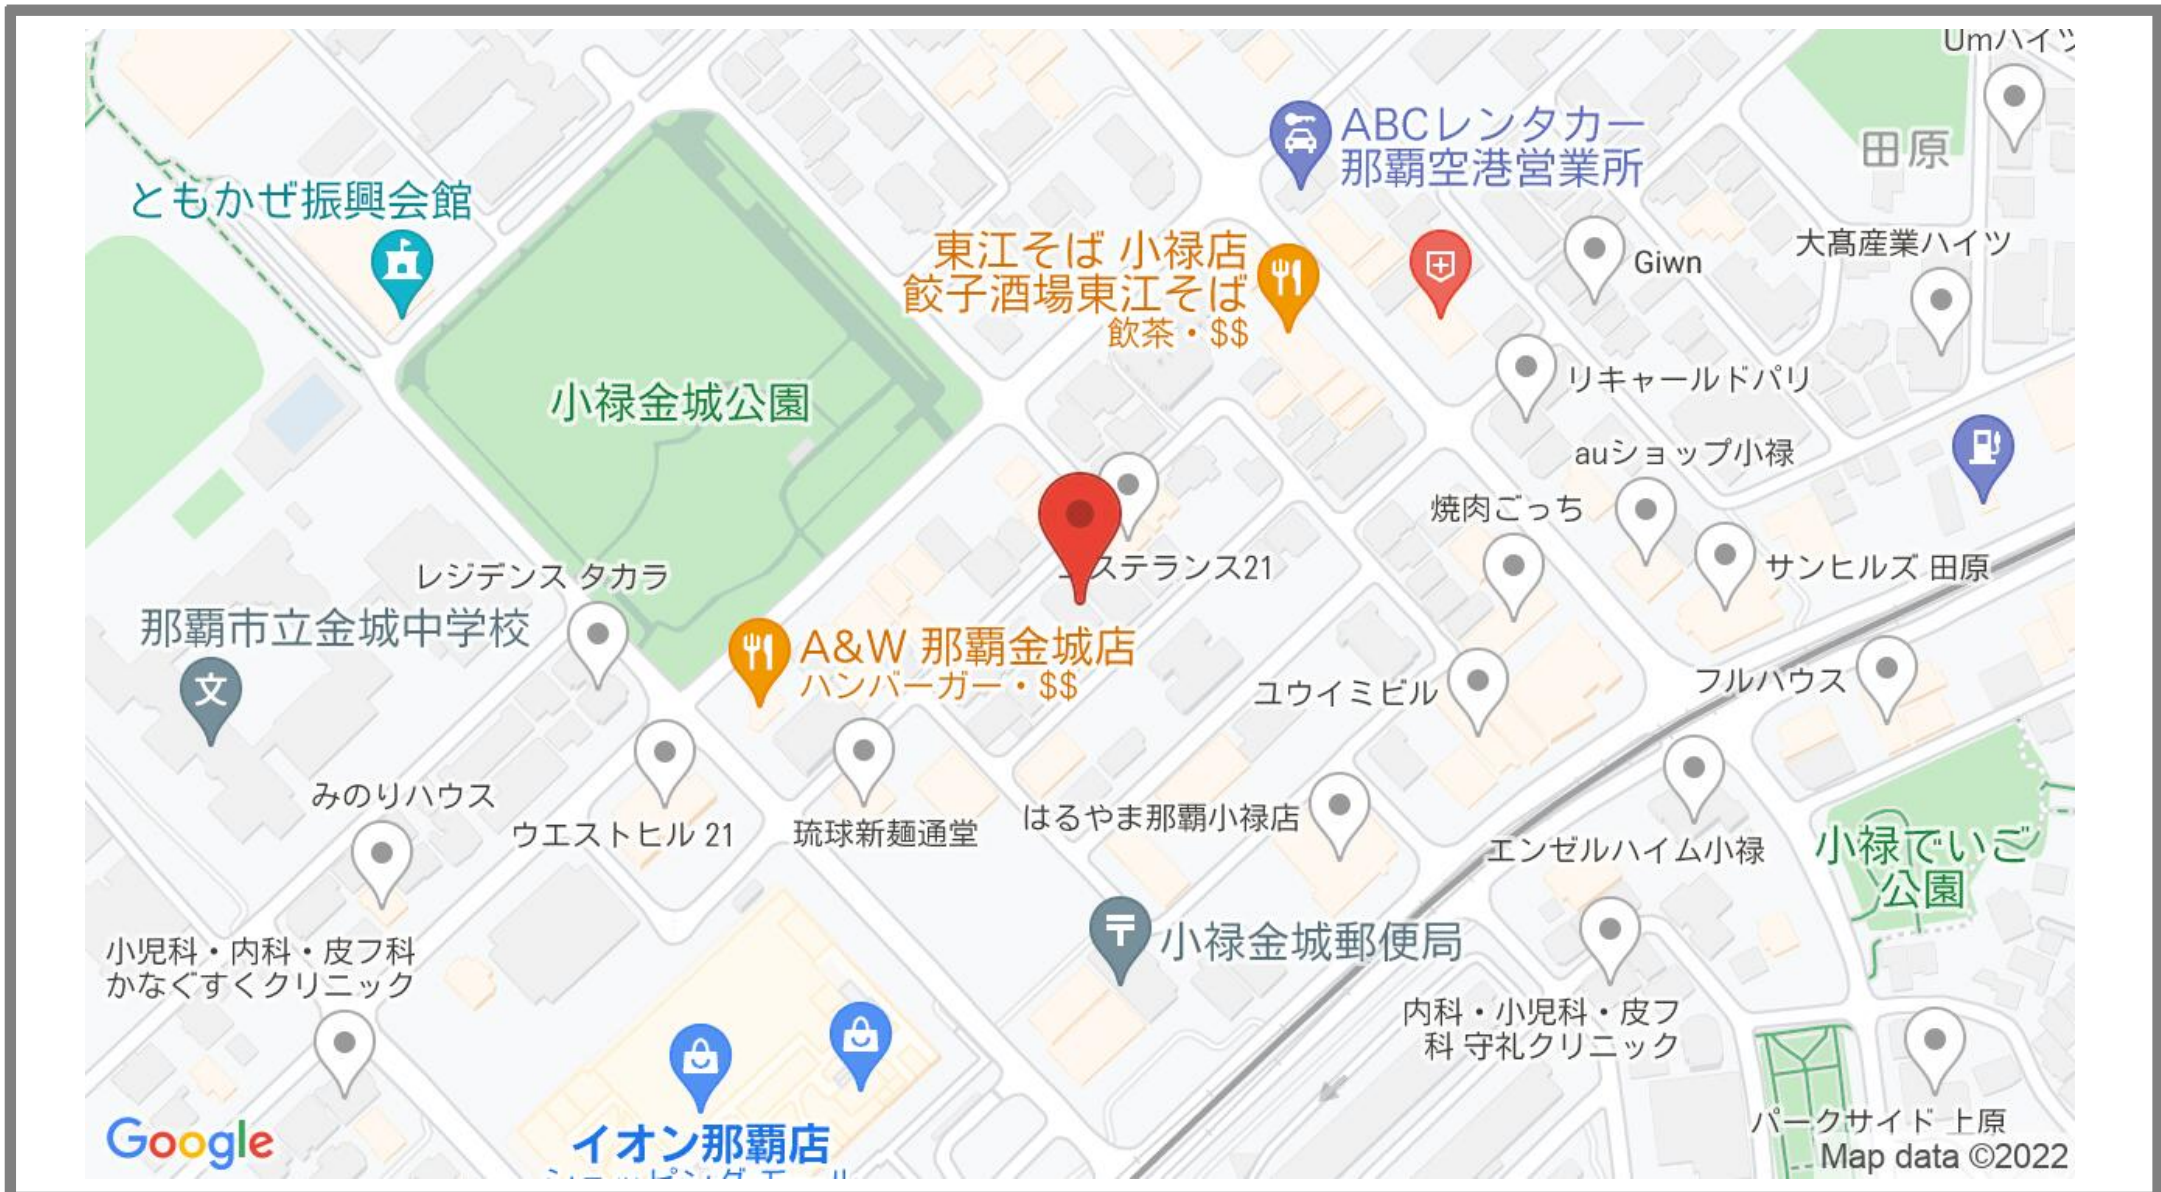 Umハイツ
ABCレンタカー
那覇空港営業所
田原
ともかぜ振興会館
東江そば 小禄店
餃子酒場東江そば
飲茶・$$
Giwn
大髙産業ハイツ
小禄金城公園
リキャールドパリ
auショップ小禄
焼肉ごっち
ステランス21
サンヒルズ 田原
レジデンス タカラ
那覇市立金城中学校
文
A&W 那覇金城店
ハンバーガー・$$
ユウイミビル
フルハウス
みのりハウス
ウエストヒル 21
琉球新麺通堂
はるやま那覇小禄店
エンゼルハイム小禄
小禄でいご
公園
小児科・内科・皮フ科
かなぐすくクリニック
〒
小禄金城郵便局
内科・小児科・皮フ
科 守礼クリニック
イオン那覇店
ショッピングモール
パークサイド 上原
Google
Map data ©2022